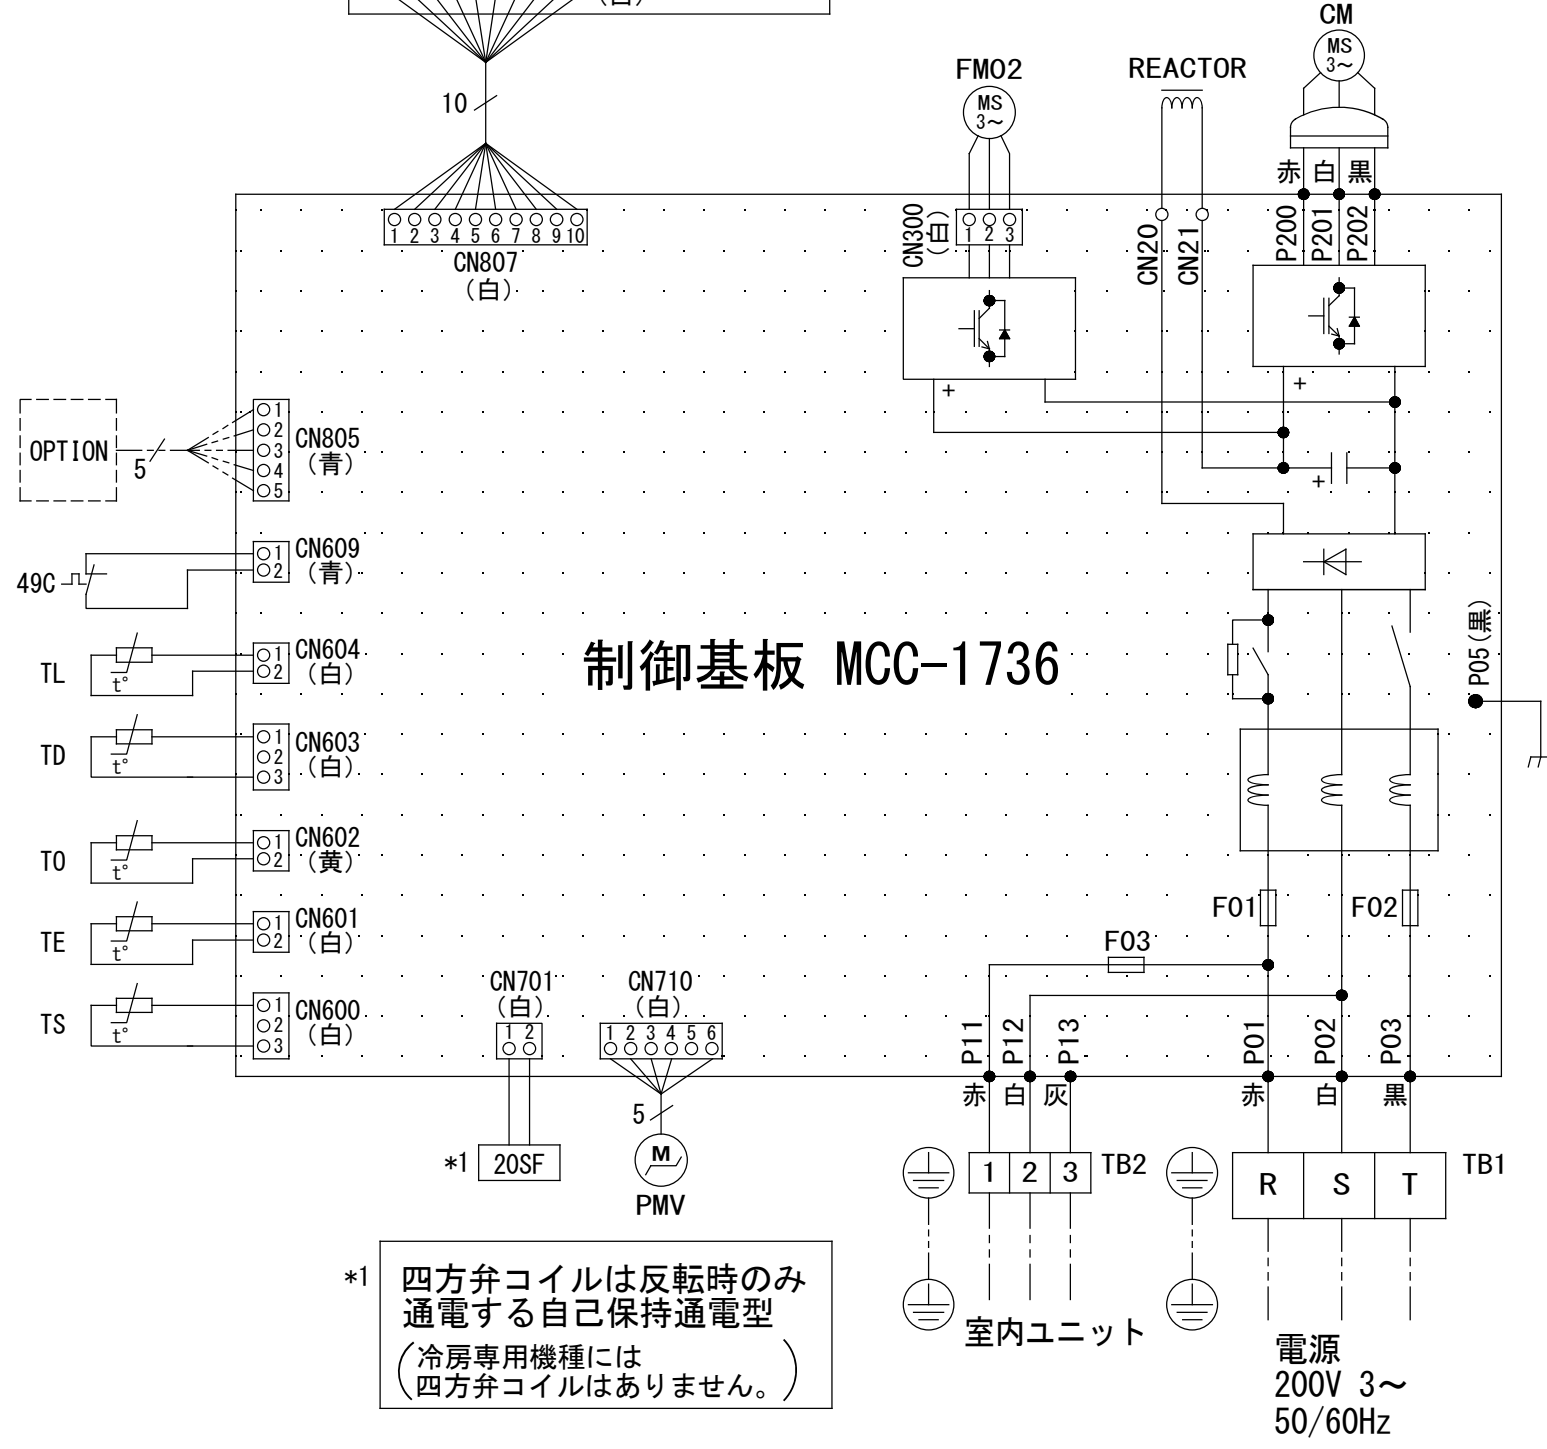 CM
MS
3～
FM02
MS
3～
REACTOR
10
赤 白 黒
1 2 3 4 5 6 7 8 9 10
CN807
(白)
CN300
(白)
1 2 3
CN20
CN21
P200
P201
P202
+
+
+
OPTION
5
1
2
3
4
5
CN805
(青)
49C
1
2
CN609
(青)
TL
t°
1
2
CN604
(白)
制御基板 MCC-1736
P05(黒)
TD
t°
1
2
3
CN603
(白)
TO
t°
1
2
CN602
(黄)
TE
t°
1
2
CN601
(白)
TS
t°
1
2
3
CN600
(白)
F01
F02
F03
CN701
(白)
1 2
CN710
(白)
1 2 3 4 5 6
P11
P12
P13
P01
P02
P03
赤 白 灰
赤 白 黒
5
*1 20SF
M
PMV
1 2 3 TB2
R S T TB1
*1
四方弁コイルは反転時のみ
通電する自己保持通電型
(冷房専用機種には
四方弁コイルはありません。)
室内ユニット
電源
200V 3～
50/60Hz